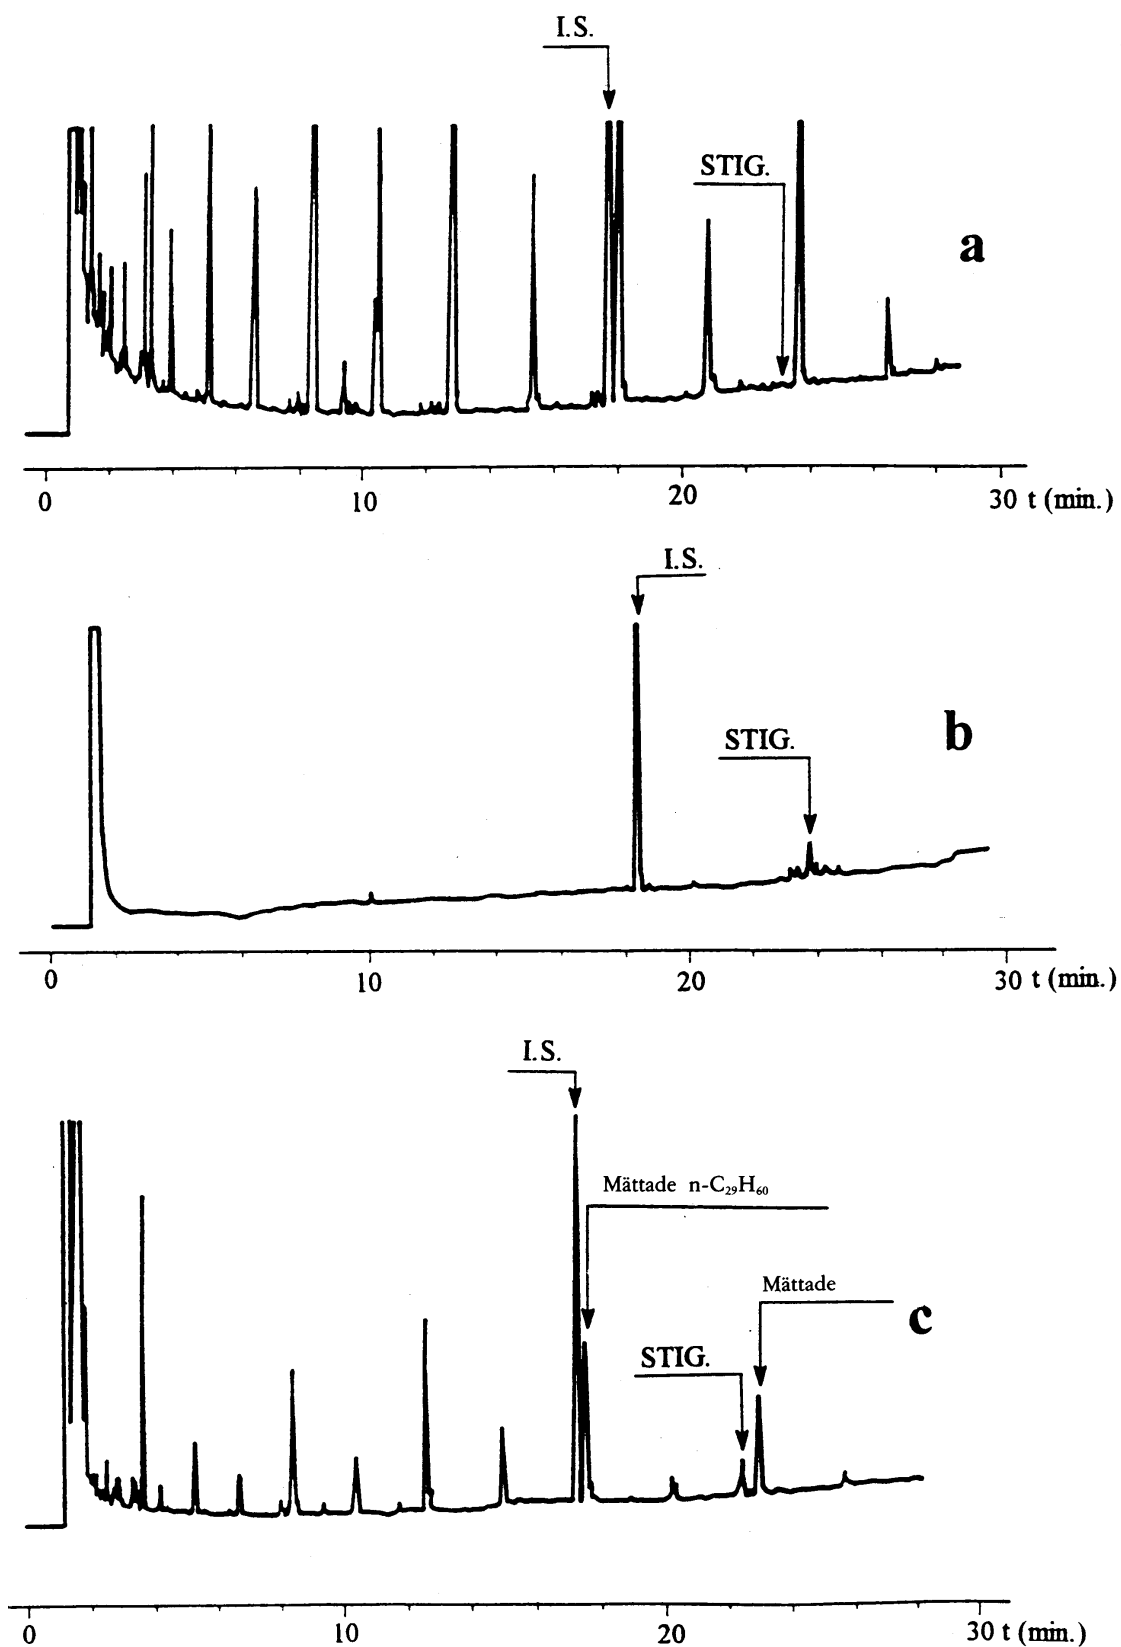 I.S.
STIG.
a
0 10 20 30 t (min.)
I.S.
STIG.
b
0 10 20 30 t (min.)
I.S.
Mättade n-C₂₉H₆₀
Mättade
c
STIG.
0 10 20 30 t (min.)